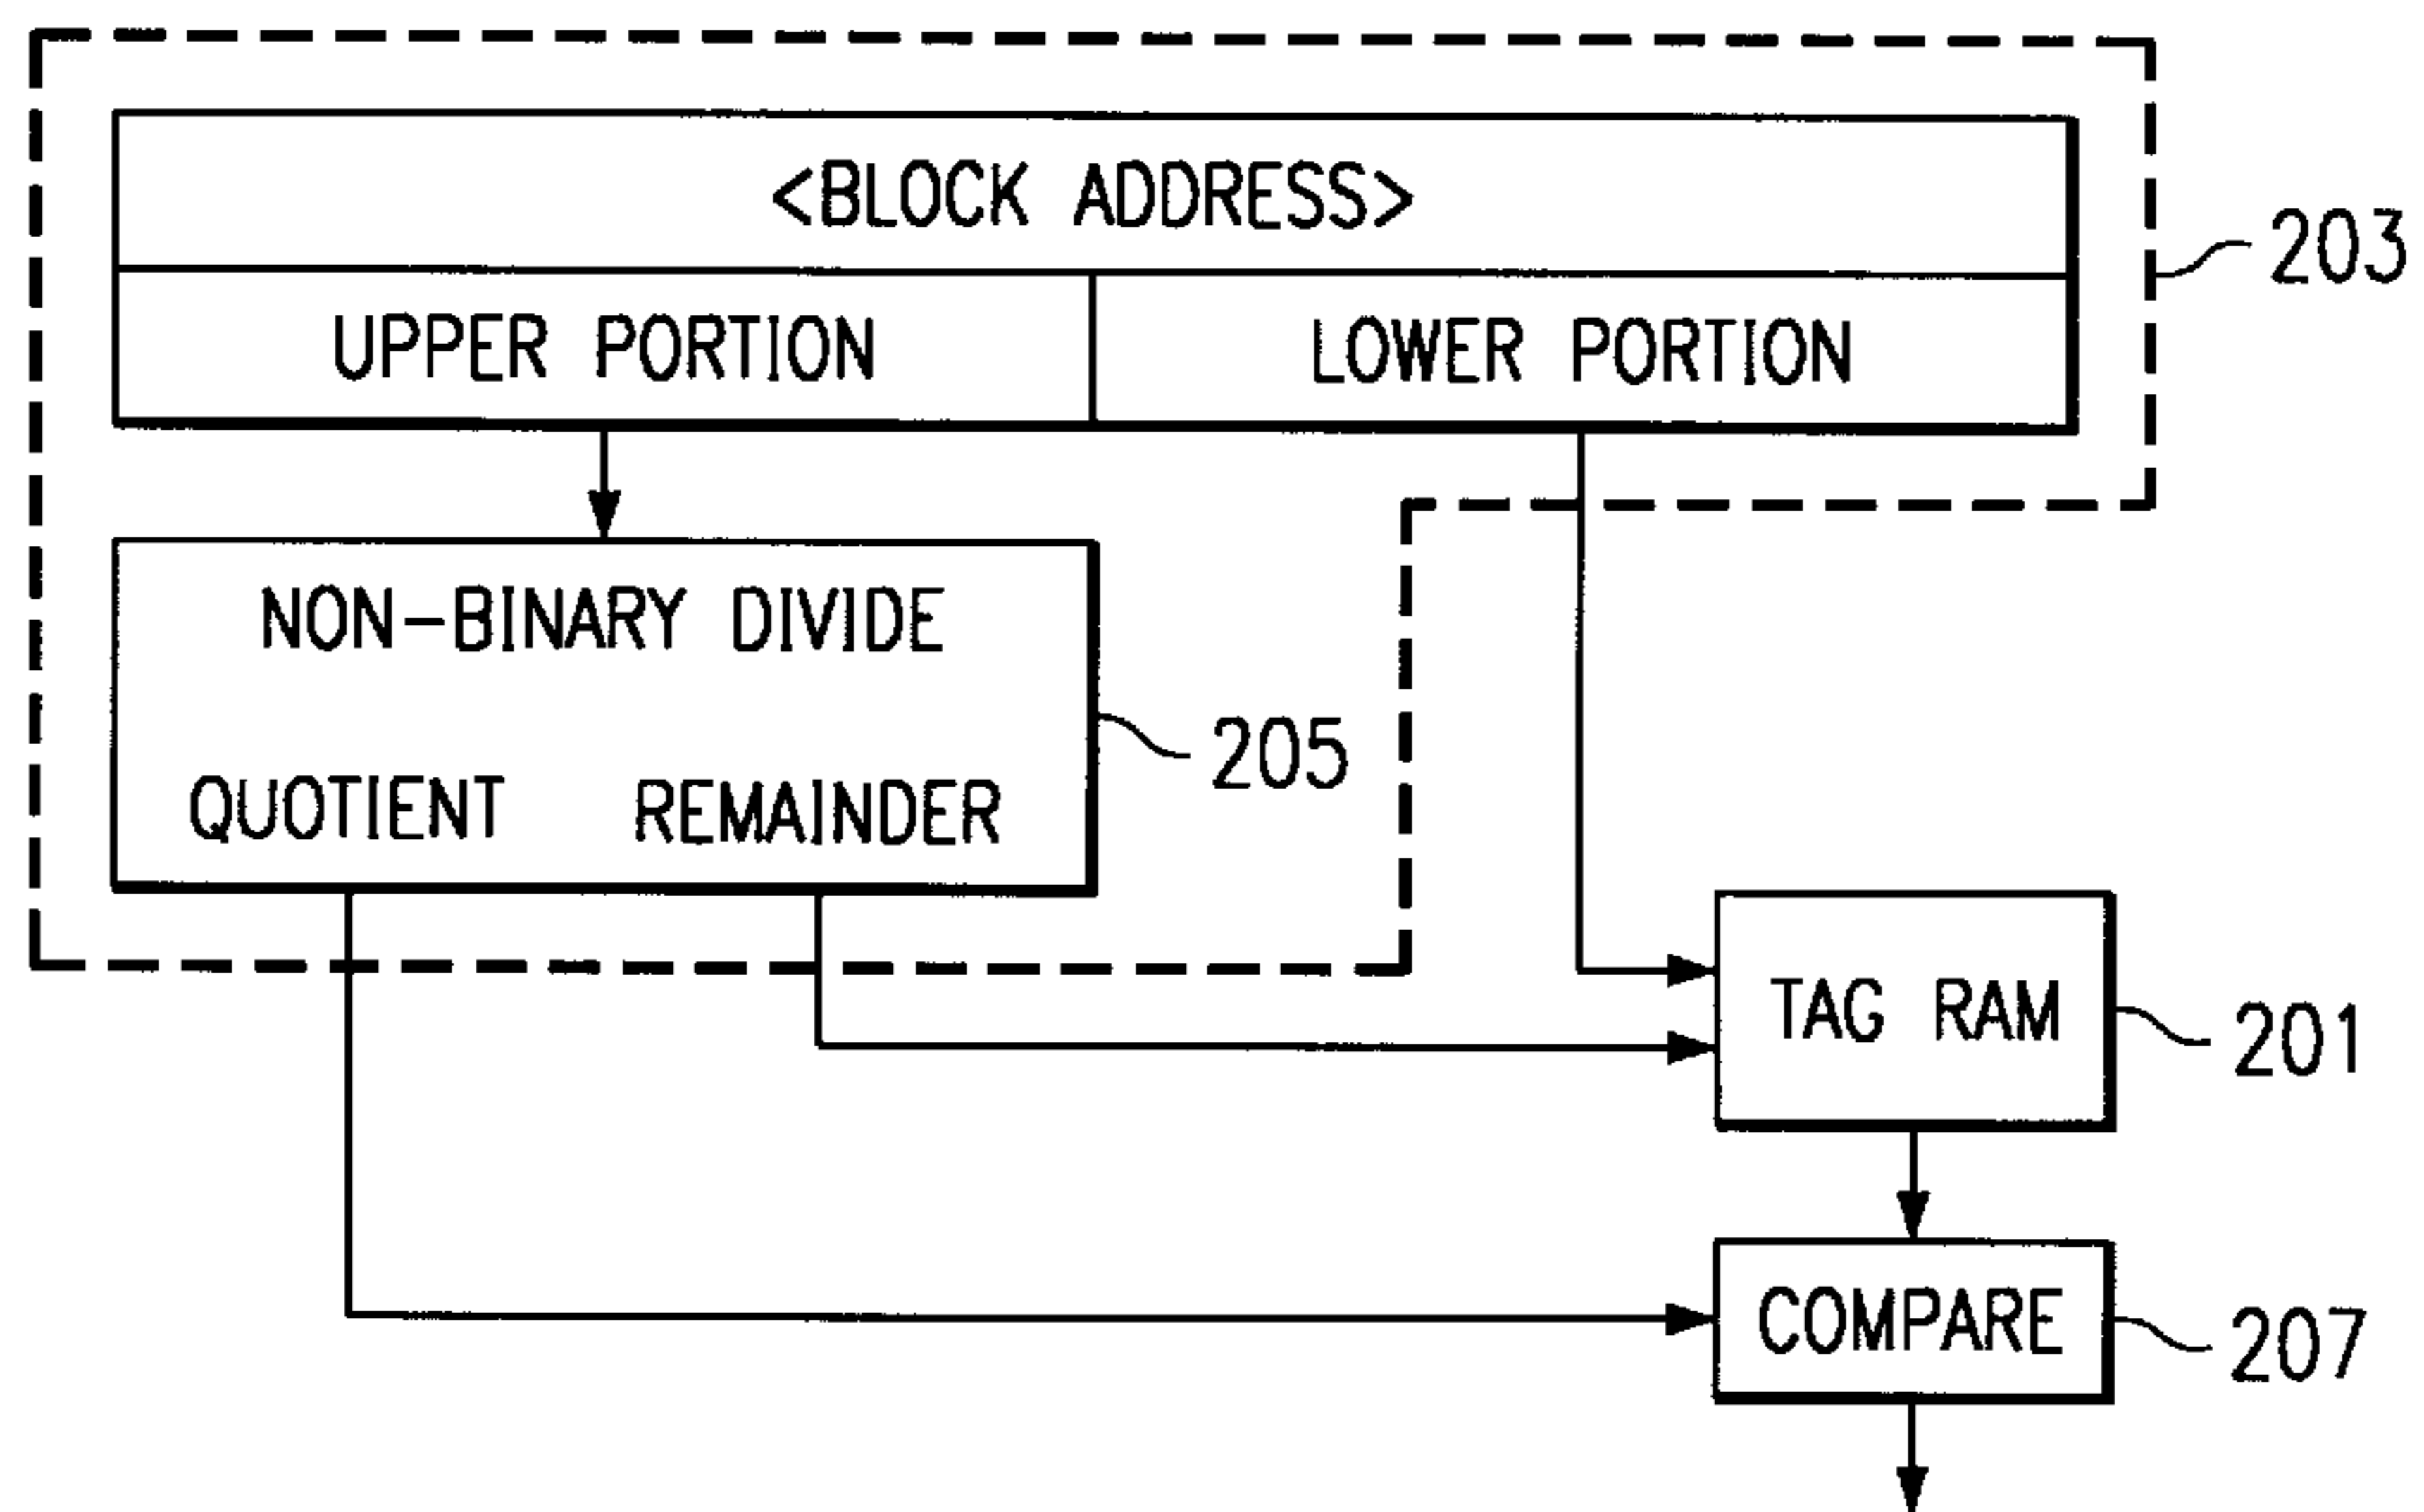 <BLOCK ADDRESS>
203
UPPER PORTION
LOWER PORTION
NON-BINARY DIVIDE
205
QUOTIENT REMAINDER
TAG RAM
201
COMPARE
207